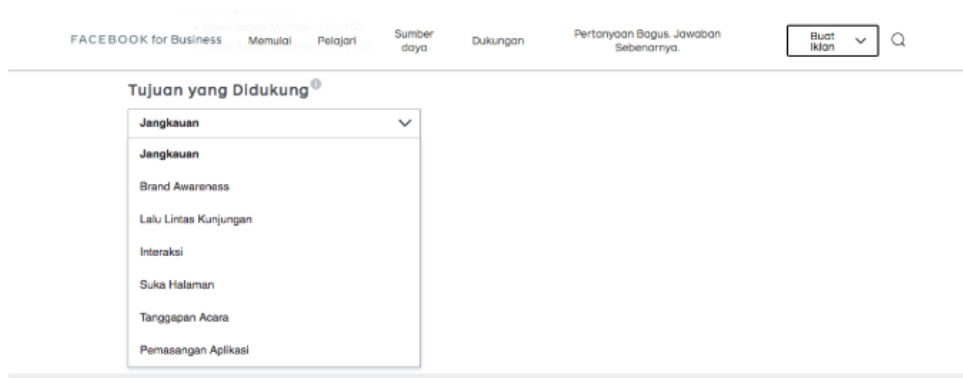 FACEBOOK for Business Memulai Pelajari Sumber daya Dukungan Pertanyaan Bagus. Jawaban Sebenarnya. Buat Iklan
Tujuan yang Didukung
Jangkauan
Jangkauan
Brand Awareness
Lalu Lintas Kunjungan
Interaksi
Suka Halaman
Tanggapan Acara
Pemasangan Aplikasi